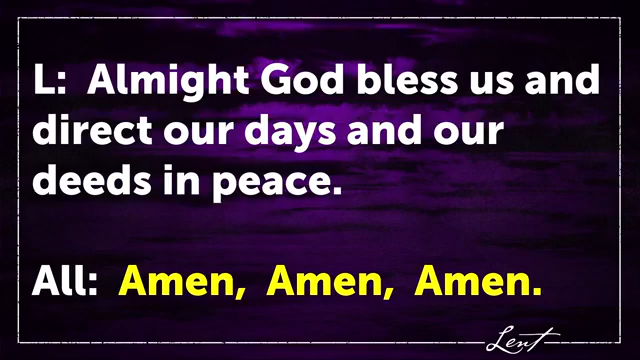 L: Almight God bless us and
direct our days and our
deeds in peace.
All: Amen, Amen, Amen.
Lent